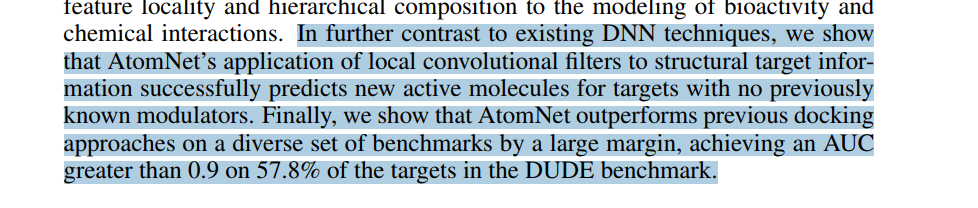 feature locality and hierarchical composition to the modeling of bioactivity and
chemical interactions. In further contrast to existing DNN techniques, we show
that AtomNet's application of local convolutional filters to structural target infor-
mation successfully predicts new active molecules for targets with no previously
known modulators. Finally, we show that AtomNet outperforms previous docking
approaches on a diverse set of benchmarks by a large margin, achieving an AUC
greater than 0.9 on 57.8% of the targets in the DUDE benchmark.